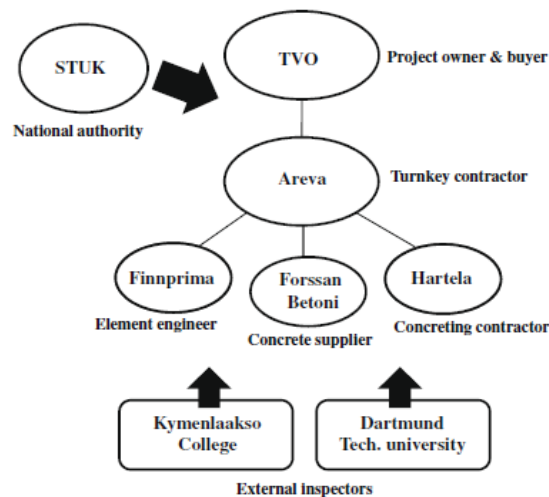 STUK
National authority
TVO
Project owner & buyer
Areva
Turnkey contractor
Finnprima
Element engineer
Forssan
Betoni
Concrete supplier
Hartela
Concreting contractor
Kymenlaakso
College
Dartmund
Tech. university
External inspectors